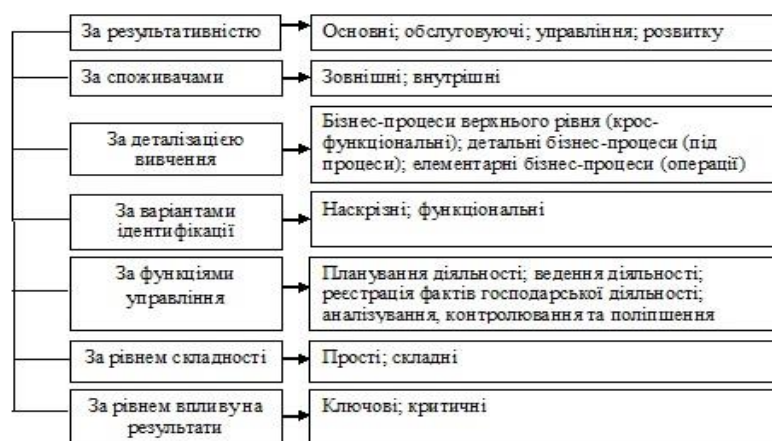 За результативністю
Основні; обслуговуючі; управління; розвитку
За споживачами
Зовнішні; внутрішні
За деталізацією
вивчення
Бізнес-процеси верхнього рівня (крос-
функціональні); детальні бізнес-процеси (під
процеси); елементарні бізнес-процеси (операції)
За варіантами
ідентифікації
Наскрізні; функціональні
За функціями
управління
Планування діяльності; ведення діяльності;
реєстрація фактів господарської діяльності;
аналізування, контролювання та поліпшення
За рівнем складності
Прості; складні
За рівнем впливу на
результати
Ключові; критичні